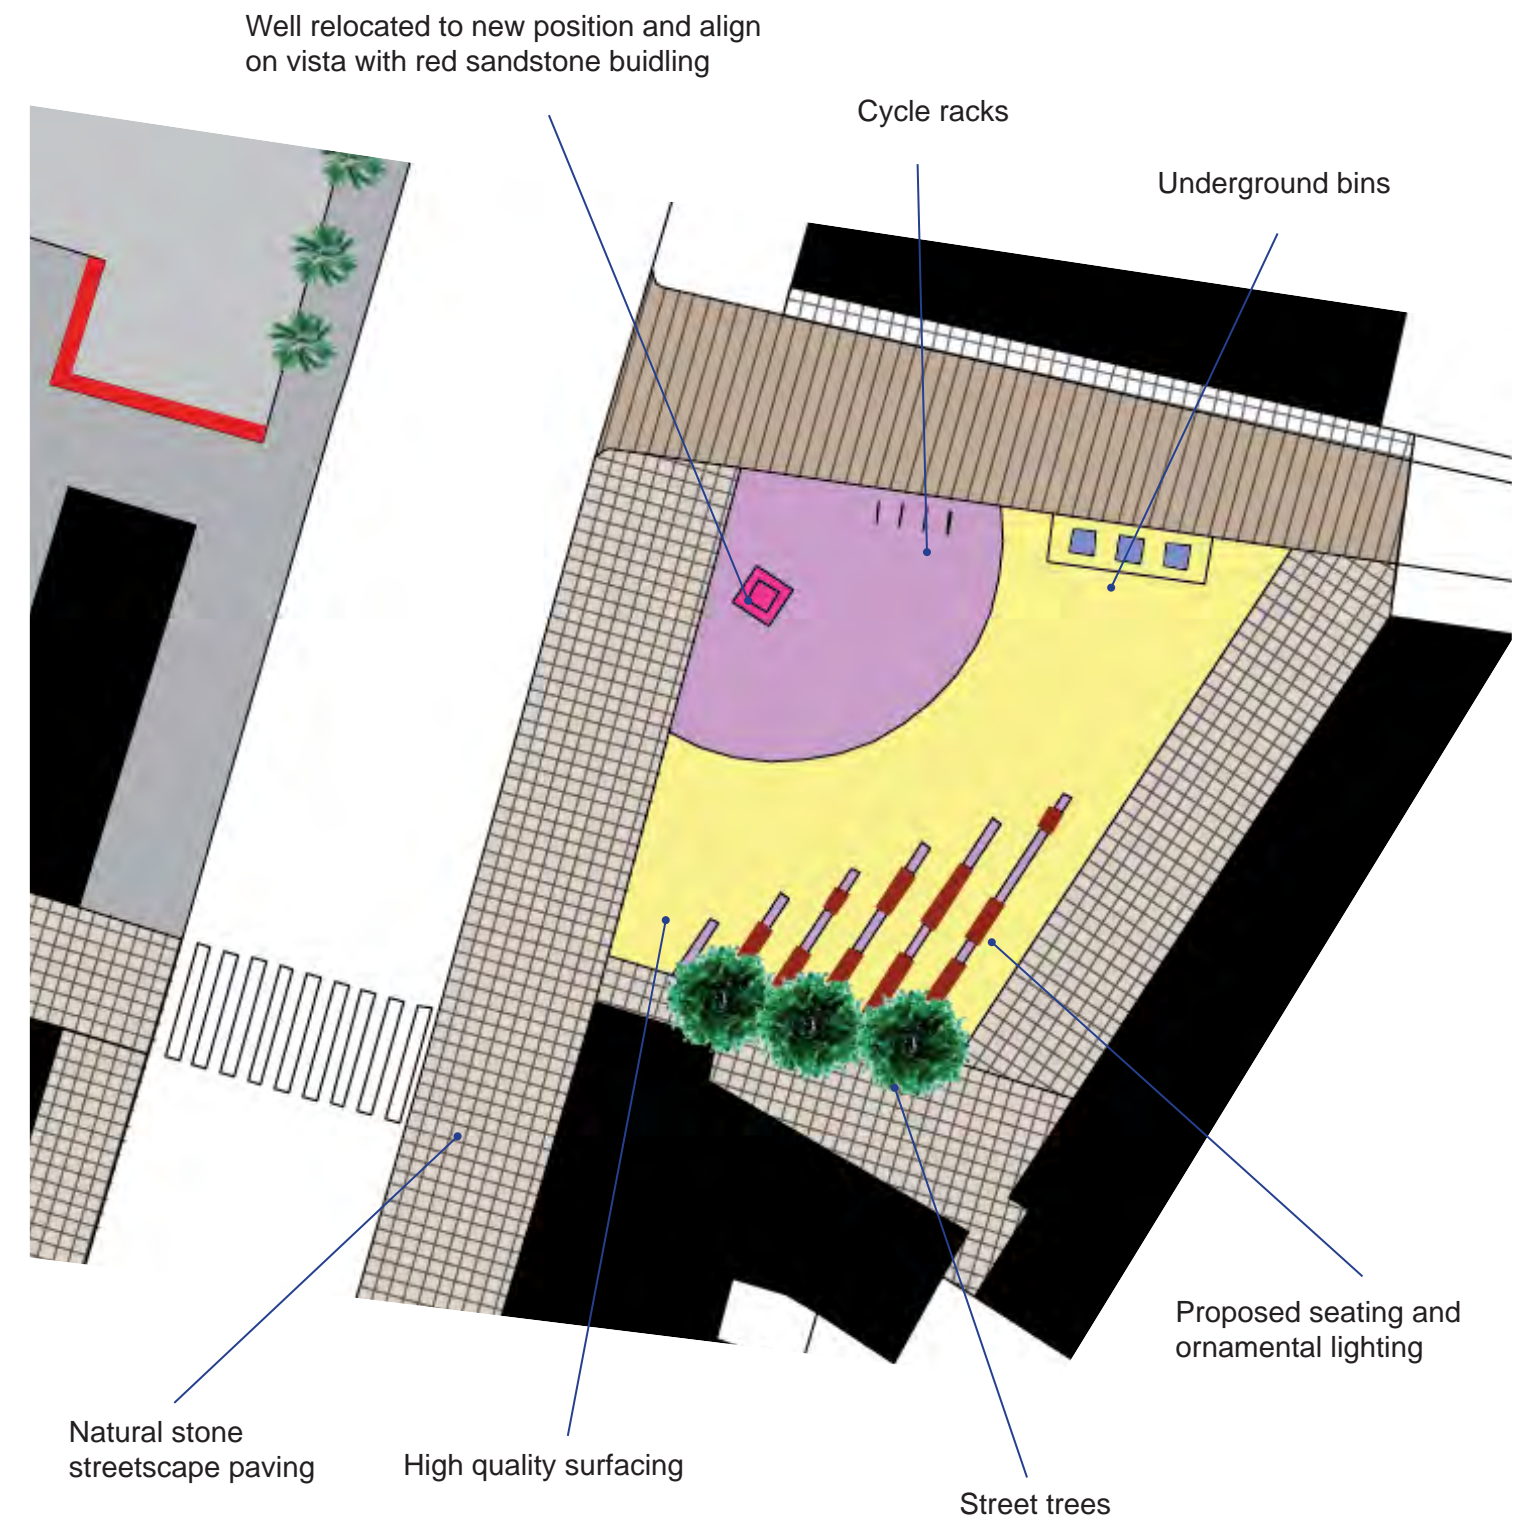 Well relocated to new position and align
on vista with red sandstone buidling
Cycle racks
Underground bins
Proposed seating and
ornamental lighting
Natural stone
streetscape paving
High quality surfacing
Street trees